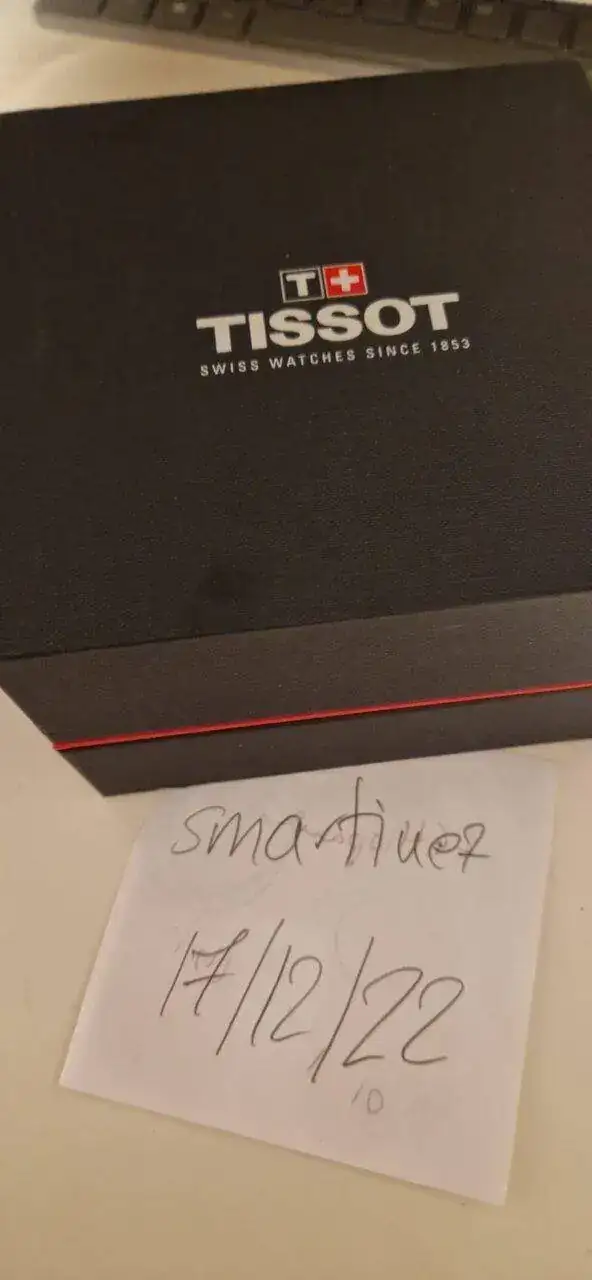 T+
TISSOT
SWISS WATCHES SINCE 1853
smartinez
17/12/22
10